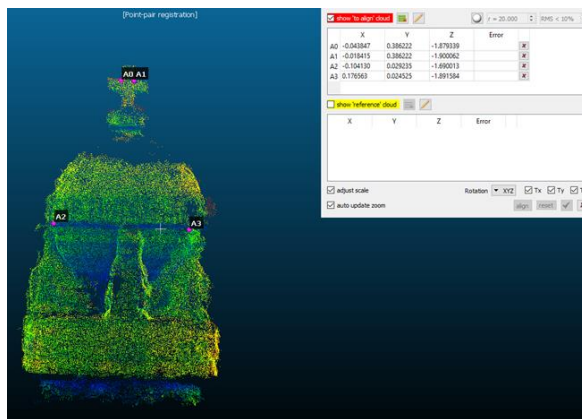 [Point-pair registration]
A0 A1
A2
A3
show 'to align' cloud
r = 20.000
RMS < 10%
X Y Z Error
A0 -0.043847 0.386222 -1.879339
A1 -0.018415 0.386222 -1.900062
A2 -0.104130 0.029235 -1.690013
A3 0.176563 0.024525 -1.891584
show 'reference' cloud
X Y Z Error
adjust scale
Rotation XYZ Tx Ty
auto update zoom
align reset